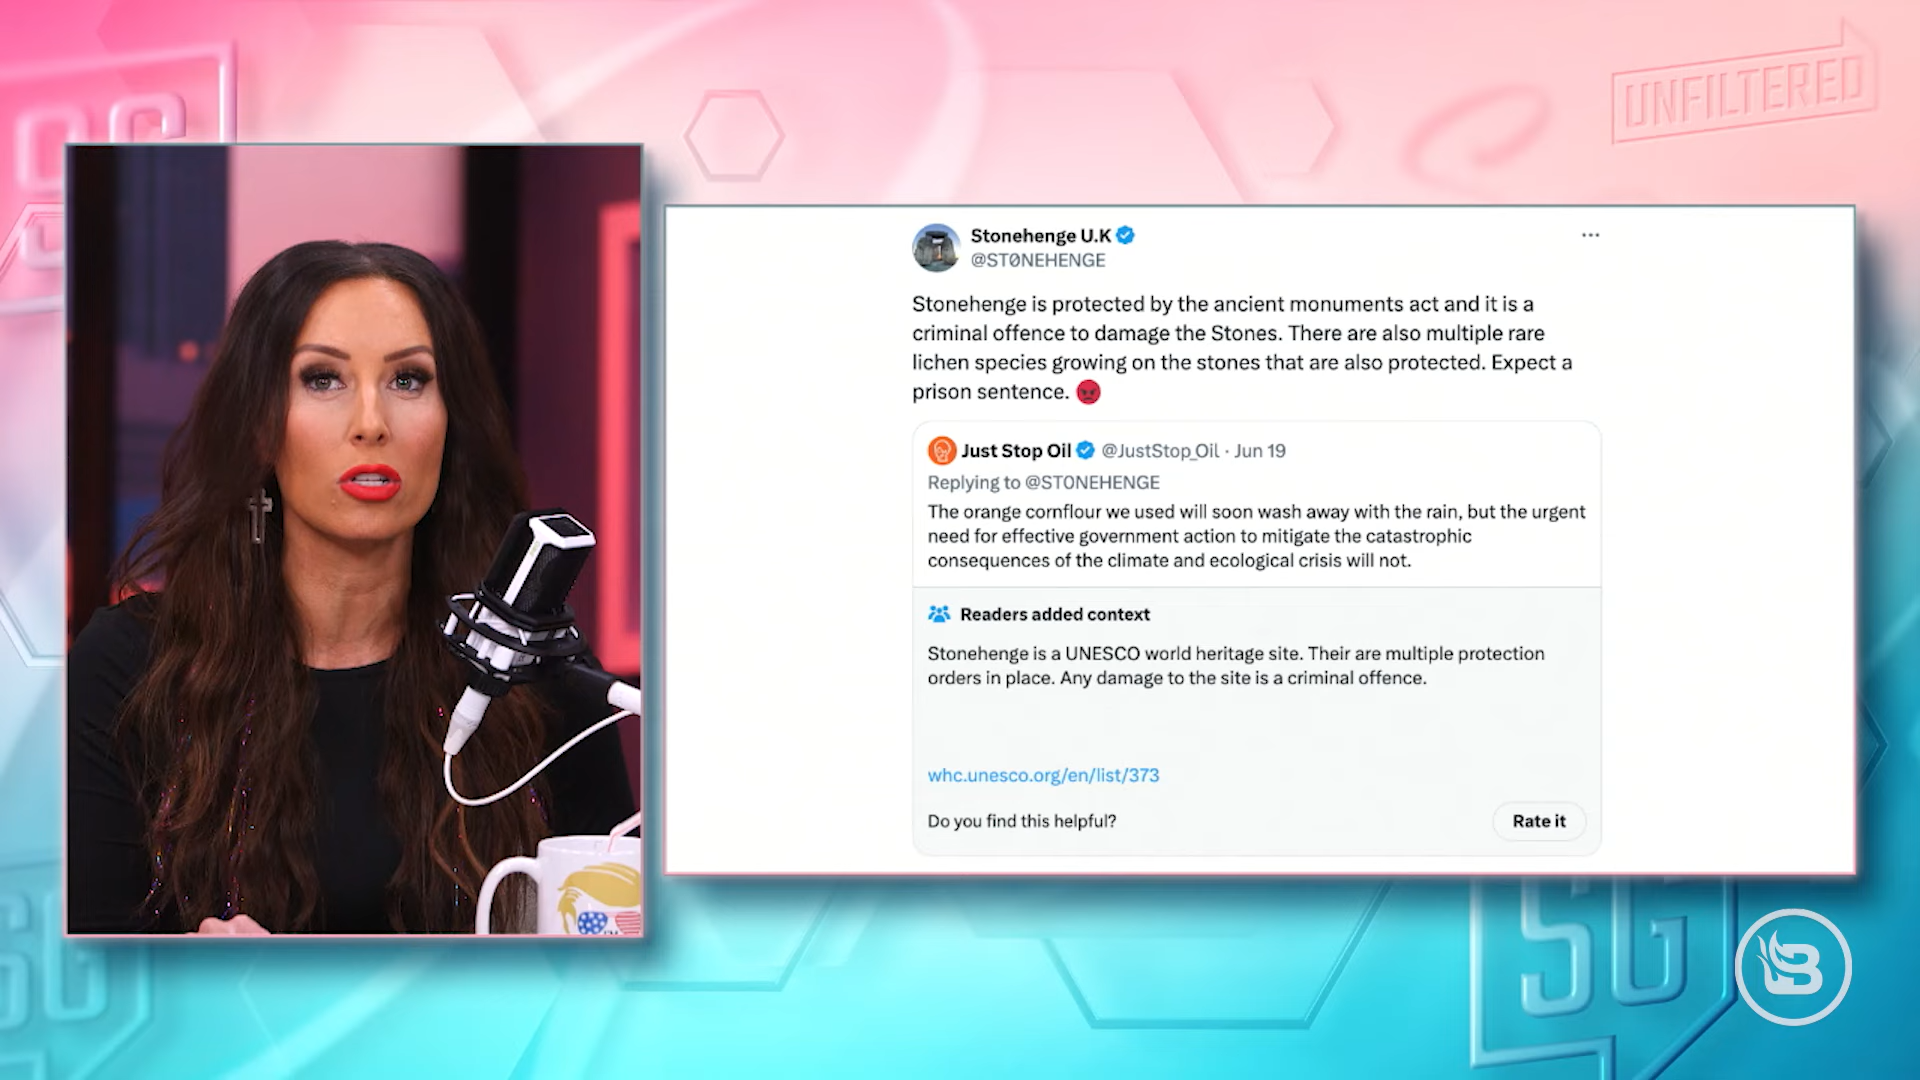 UNFILTERED
SG
Stonehenge U.K
@STØNEHENGE
Stonehenge is protected by the ancient monuments act and it is a
criminal offence to damage the Stones. There are also multiple rare
lichen species growing on the stones that are also protected. Expect a
prison sentence.
Just Stop Oil @JustStop_Oil · Jun 19
Replying to @ST0NEHENGE
The orange cornflour we used will soon wash away with the rain, but the urgent
need for effective government action to mitigate the catastrophic
consequences of the climate and ecological crisis will not.
Readers added context
Stonehenge is a UNESCO world heritage site. Their are multiple protection
orders in place. Any damage to the site is a criminal offence.
whc.unesco.org/en/list/373
Do you find this helpful?
Rate it
I'M
SG
SG
B